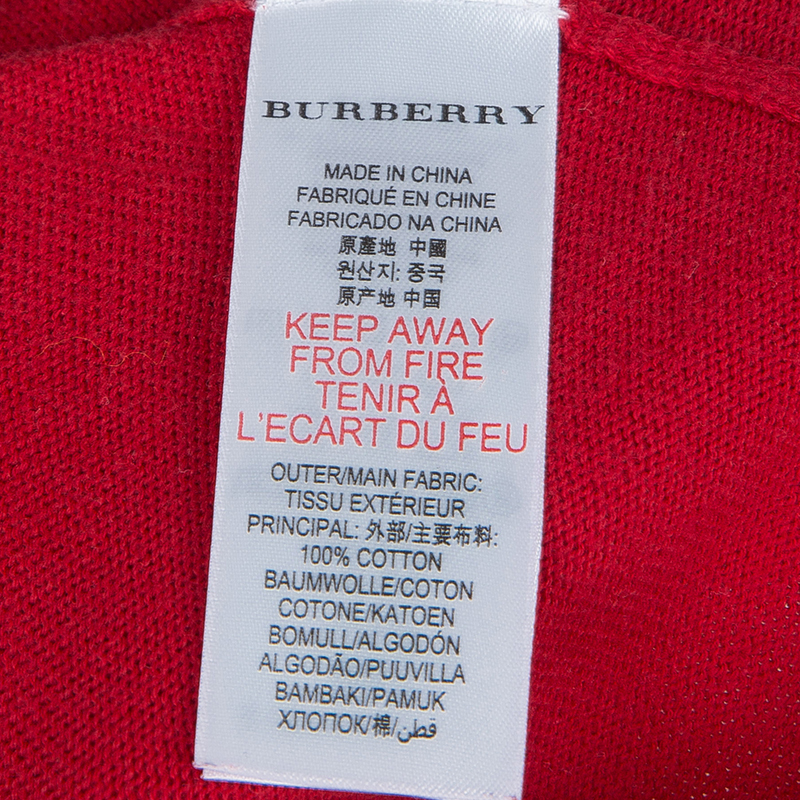 BURBERRY
MADE IN CHINA
FABRIQUÉ EN CHINE
FABRICADO NA CHINA
原產地 中國
원산지: 중국
原产地 中国
KEEP AWAY
FROM FIRE
TENIR À
L'ECART DU FEU
OUTER/MAIN FABRIC:
TISSU EXTÉRIEUR
PRINCIPAL: 外部/主要布料:
100% COTTON
BAUMWOLLE/COTON
COTONE/KATOEN
BOMULL/ALGODÓN
ALGODÃO/PUUVILLA
BAMBAKI/PAMUK
ХЛОПОК/棉/قطن